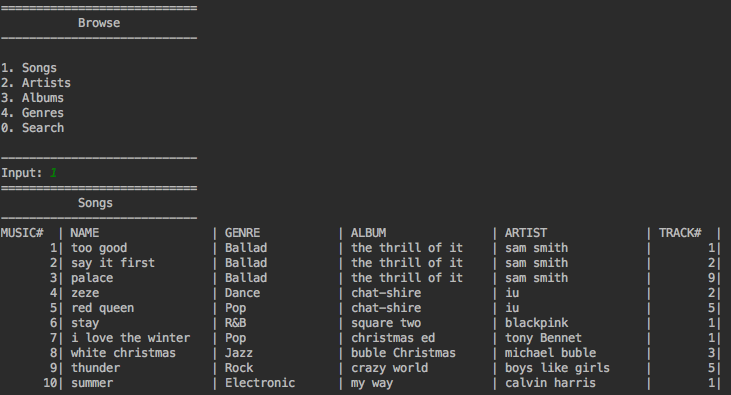 ============================
Browse
----------------------------
1. Songs
2. Artists
3. Albums
4. Genres
0. Search
----------------------------
Input: 1
============================
Songs
----------------------------
MUSIC# | NAME | GENRE | ALBUM | ARTIST | TRACK# |
1| too good | Ballad | the thrill of it | sam smith | 1|
2| say it first | Ballad | the thrill of it | sam smith | 2|
3| palace | Ballad | the thrill of it | sam smith | 9|
4| zeze | Dance | chat-shire | iu | 2|
5| red queen | Pop | chat-shire | iu | 5|
6| stay | R&B | square two | blackpink | 1|
7| i love the winter | Pop | christmas ed | tony Bennet | 1|
8| white christmas | Jazz | buble Christmas | michael buble | 3|
9| thunder | Rock | crazy world | boys like girls | 5|
10| summer | Electronic | my way | calvin harris | 1|